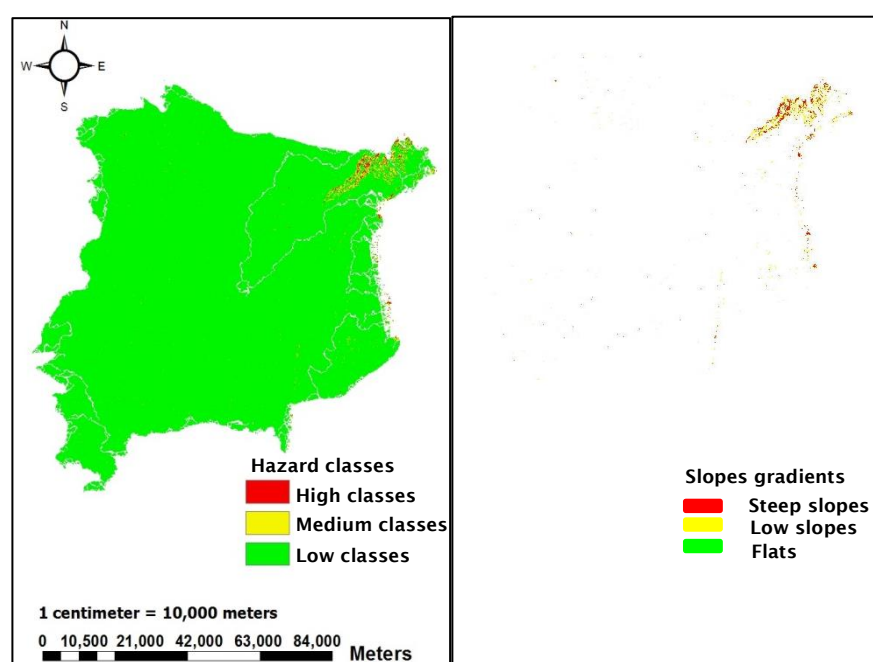 N
W E
S
Hazard classes
High classes
Medium classes
Low classes
1 centimeter = 10,000 meters
0 10,500 21,000 42,000 63,000 84,000
Meters
Slopes gradients
Steep slopes
Low slopes
Flats